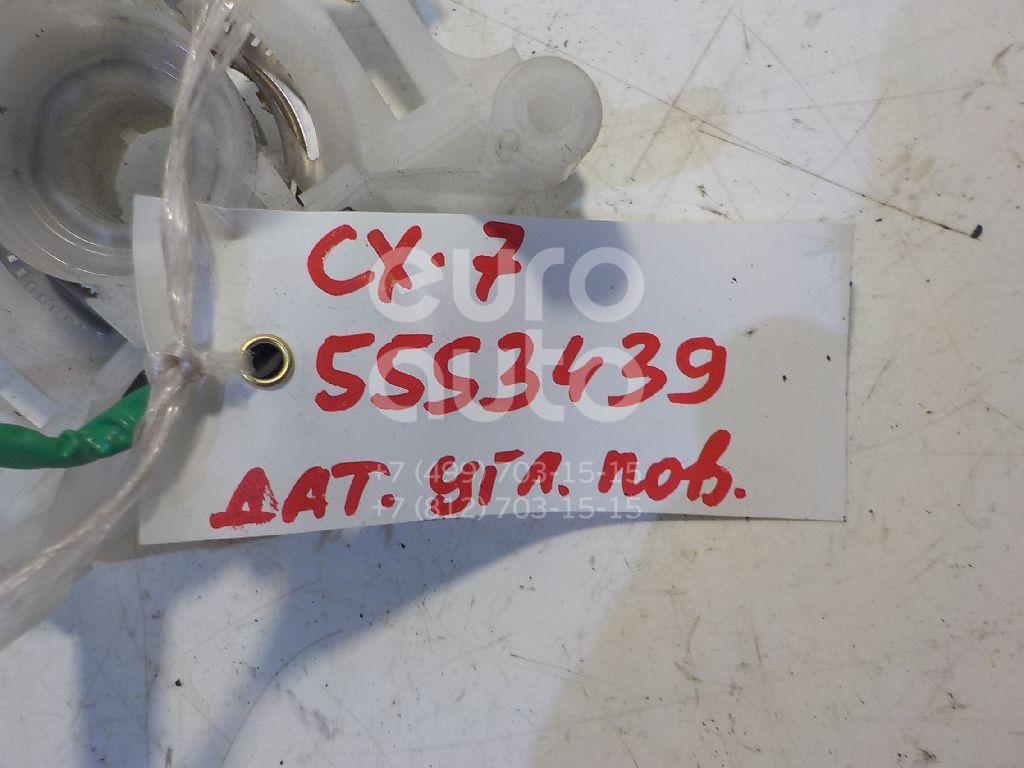 CX-7
euro
auto
5553439
ДАТ. УГЛ. ПОВ.
+7 (499) 703-15-15
+7 (812) 703-15-15